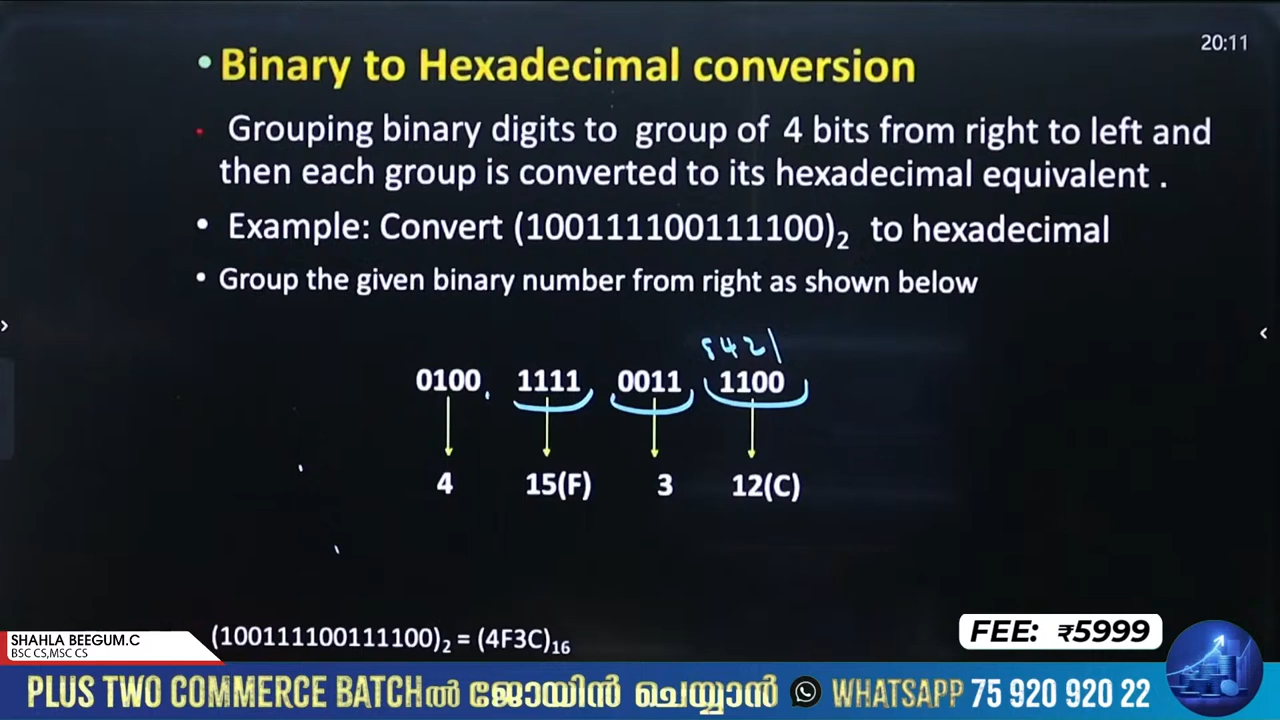 20:11
• Binary to Hexadecimal conversion
Grouping binary digits to group of 4 bits from right to left and
then each group is converted to its hexadecimal equivalent .
• Example: Convert (100111100111100)₂ to hexadecimal
• Group the given binary number from right as shown below
8421
0100 1111 0011 1100
4 15(F) 3 12(C)
(100111100111100)₂ = (4F3C)₁₆
SHAHLA BEEGUM.C
BSC CS,MSC CS
FEE: ₹5999
PLUS TWO COMMERCE BATCHൽ ജോയിൻ ചെയ്യാൻ WHATSAPP 75 920 920 22